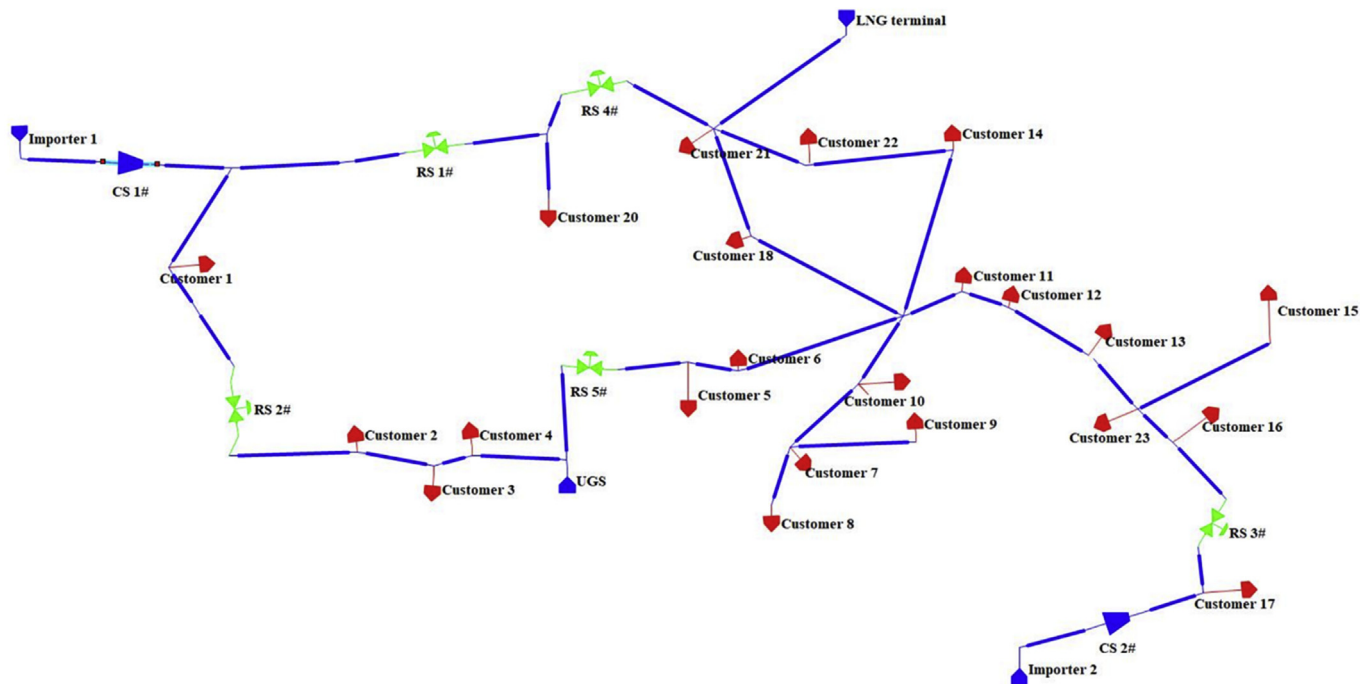 LNG terminal
RS 4#
Importer 1
Customer 22
Customer 14
Customer 21
RS 1#
CS 1#
Customer 20
Customer 18
Customer 1
Customer 11
Customer 12
Customer 15
Customer 13
Customer 6
RS 5#
Customer 5
Customer 10
RS 2#
Customer 2
Customer 4
Customer 9
Customer 16
Customer 23
Customer 7
UGS
Customer 3
Customer 8
RS 3#
Customer 17
CS 2#
Importer 2